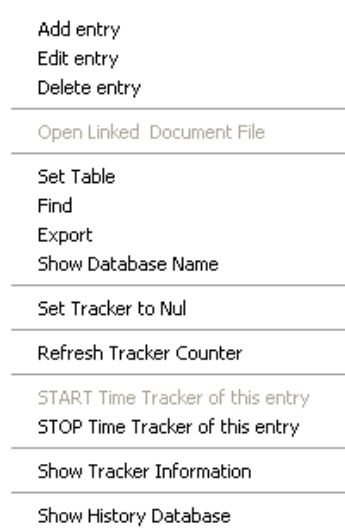 Add entry
Edit entry
Delete entry
Open Linked  Document File
Set Table
Find
Export
Show Database Name
Set Tracker to Nul
Refresh Tracker Counter
START Time Tracker of this entry
STOP Time Tracker of this entry
Show Tracker Information
Show History Database